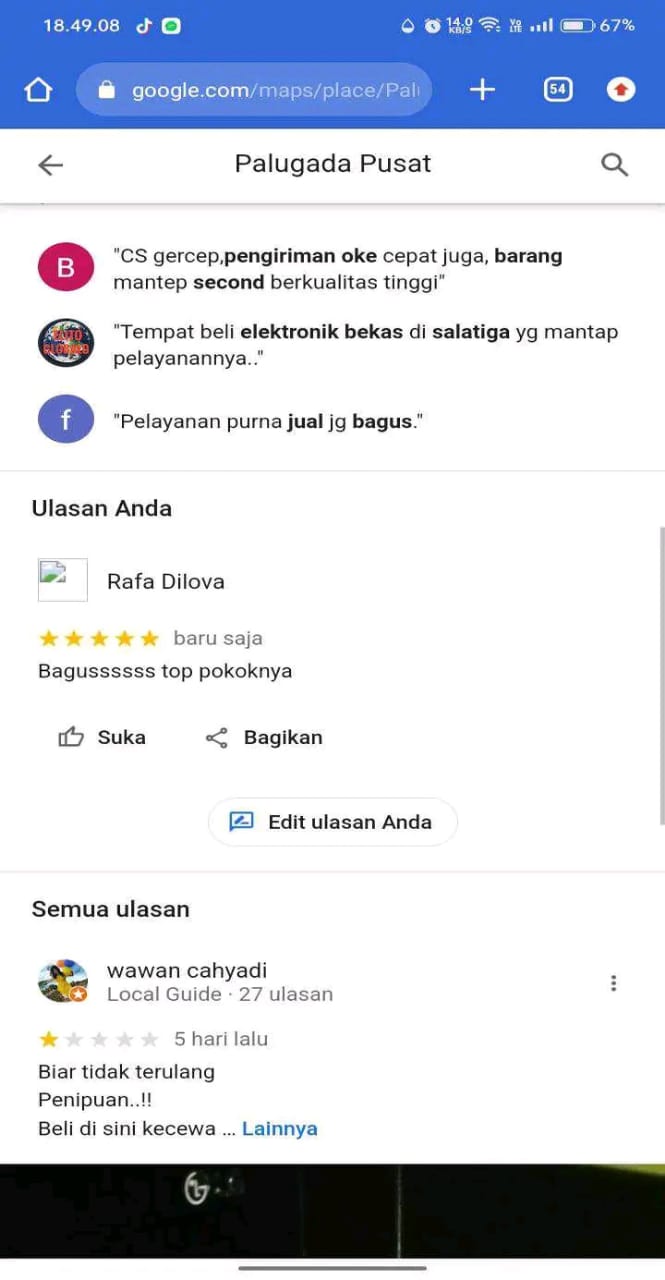 18.49.08
14.0
KB/S
Vo
LTE
67%
google.com/maps/place/Pal
54
Palugada Pusat
B
"CS gercep,pengiriman oke cepat juga, barang
mantep second berkualitas tinggi"
"Tempat beli elektronik bekas di salatiga yg mantap
pelayanannya.."
f
"Pelayanan purna jual jg bagus."
Ulasan Anda
Rafa Dilova
baru saja
Bagussssss top pokoknya
Suka
Bagikan
Edit ulasan Anda
Semua ulasan
wawan cahyadi
Local Guide · 27 ulasan
5 hari lalu
Biar tidak terulang
Penipuan..!!
Beli di sini kecewa ... Lainnya